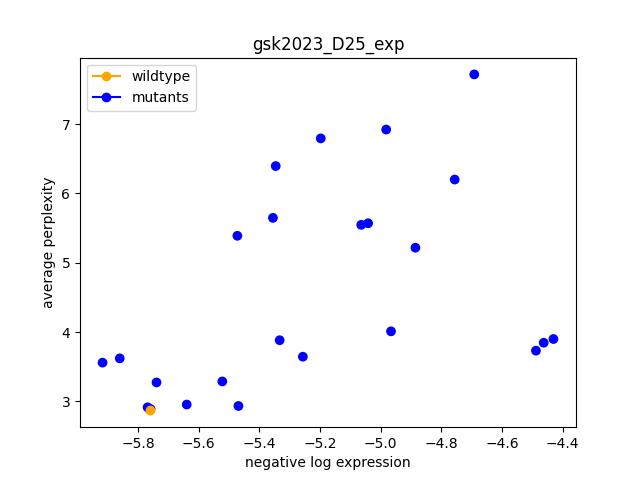 gsk2023_D25_exp
wildtype
mutants
7
6
5
4
3
average perplexity
−5.8
−5.6
−5.4
−5.2
−5.0
−4.8
−4.6
−4.4
negative log expression